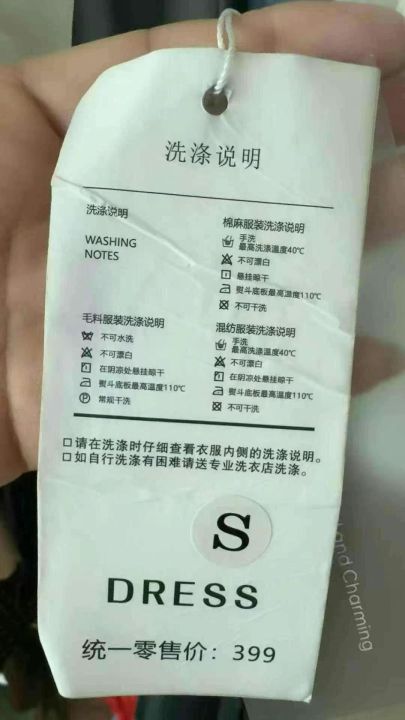 洗涤说明
洗涤说明
WASHING
NOTES
棉麻服装洗涤说明
手洗
最高洗涤温度40℃
不可漂白
悬挂晾干
熨斗底板最高温度110℃
不可干洗
毛料服装洗涤说明
不可水洗
不可漂白
在阴凉处悬挂晾干
熨斗底板最高温度110℃
常规干洗
混纺服装洗涤说明
手洗
最高洗涤温度40℃
不可漂白
在阴凉处悬挂晾干
熨斗底板最高温度110℃
不可干洗
□请在洗涤时仔细查看衣服内侧的洗涤说明。
□如自行洗涤有困难请送专业洗衣店洗涤。
S
DRESS
统一零售价：399
and Charming